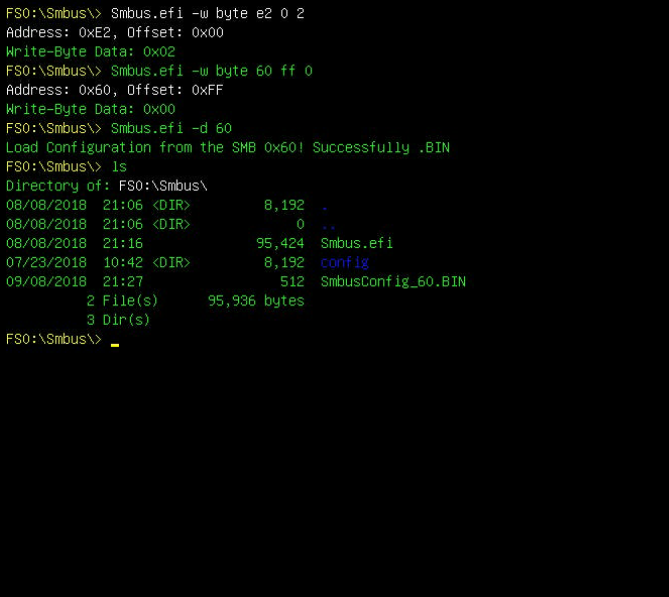 FS0:\Smbus\> Smbus.efi -w byte e2 0 2
Address: 0xE2, Offset: 0x00
Write-Byte Data: 0x02
FS0:\Smbus\> Smbus.efi -w byte 60 ff 0
Address: 0x60, Offset: 0xFF
Write-Byte Data: 0x00
FS0:\Smbus\> Smbus.efi -d 60
Load Configuration from the SMB 0x60! Successfully .BIN
FS0:\Smbus\> ls
Directory of: FS0:\Smbus\
08/08/2018  21:06 <DIR>         8,192  .
08/08/2018  21:06 <DIR>             0  ..
08/08/2018  21:16              95,424  Smbus.efi
07/23/2018  10:42 <DIR>         8,192  config
09/08/2018  21:27                 512  SmbusConfig_60.BIN
          2 File(s)      95,936 bytes
          3 Dir(s)
FS0:\Smbus\> _